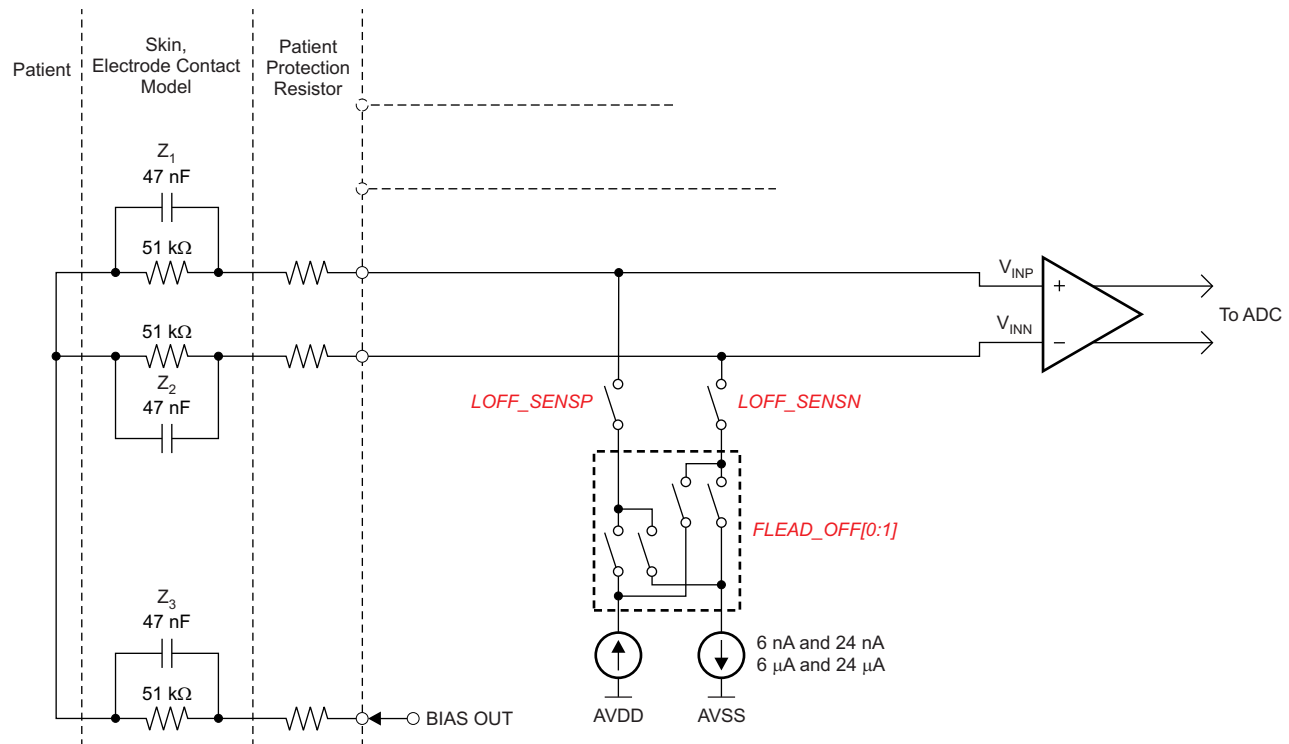 Patient
Skin,
Electrode Contact
Model
Patient
Protection
Resistor
Z1
47 nF
51 kΩ
51 kΩ
Z2
47 nF
VINP
+
VINN
−
To ADC
LOFF_SENSP
LOFF_SENSN
FLEAD_OFF[0:1]
6 nA and 24 nA
6 μA and 24 μA
AVDD
AVSS
Z3
47 nF
51 kΩ
BIAS OUT